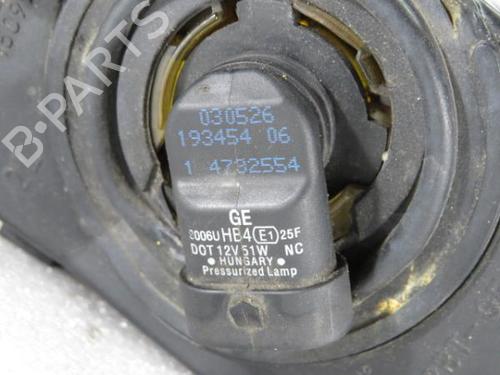 030526
193454 06
1 4732554
GE
9006U HB4 E1 25F
DOT 12V 51W NC
• HUNGARY •
Pressurized Lamp
B-PARTS